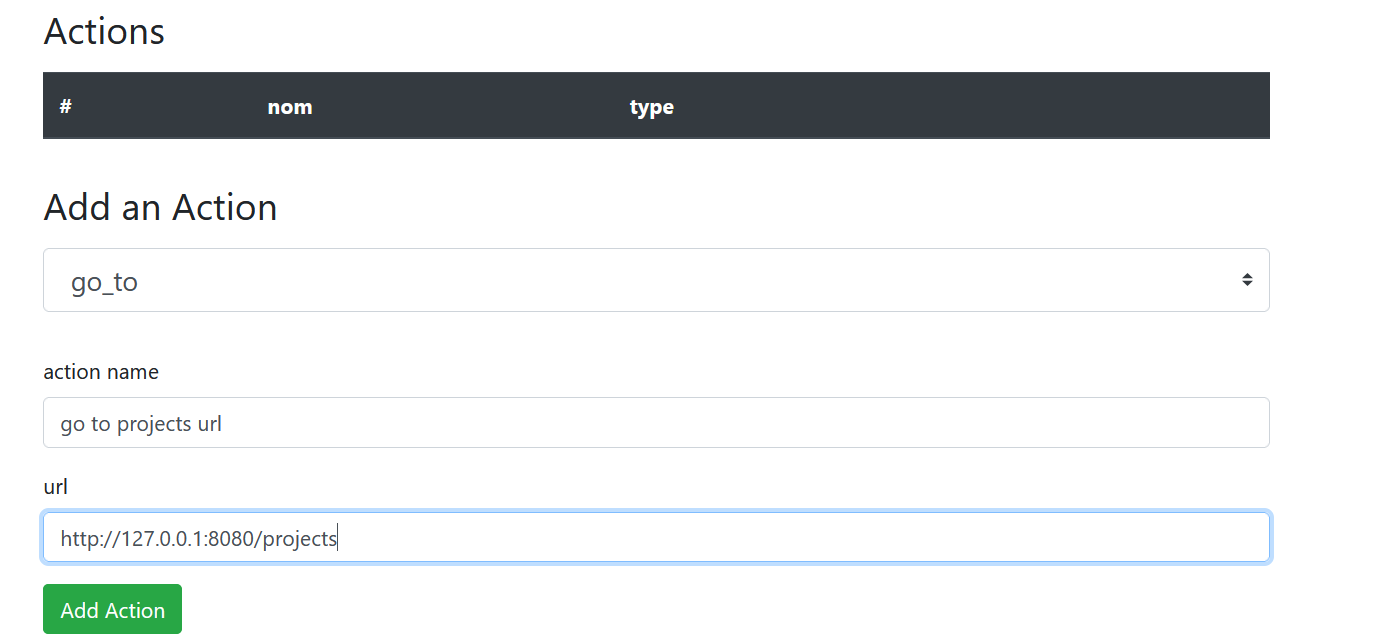 Actions
# nom type
Add an Action
go_to
action name
go to projects url
url
http://127.0.0.1:8080/projects
Add Action